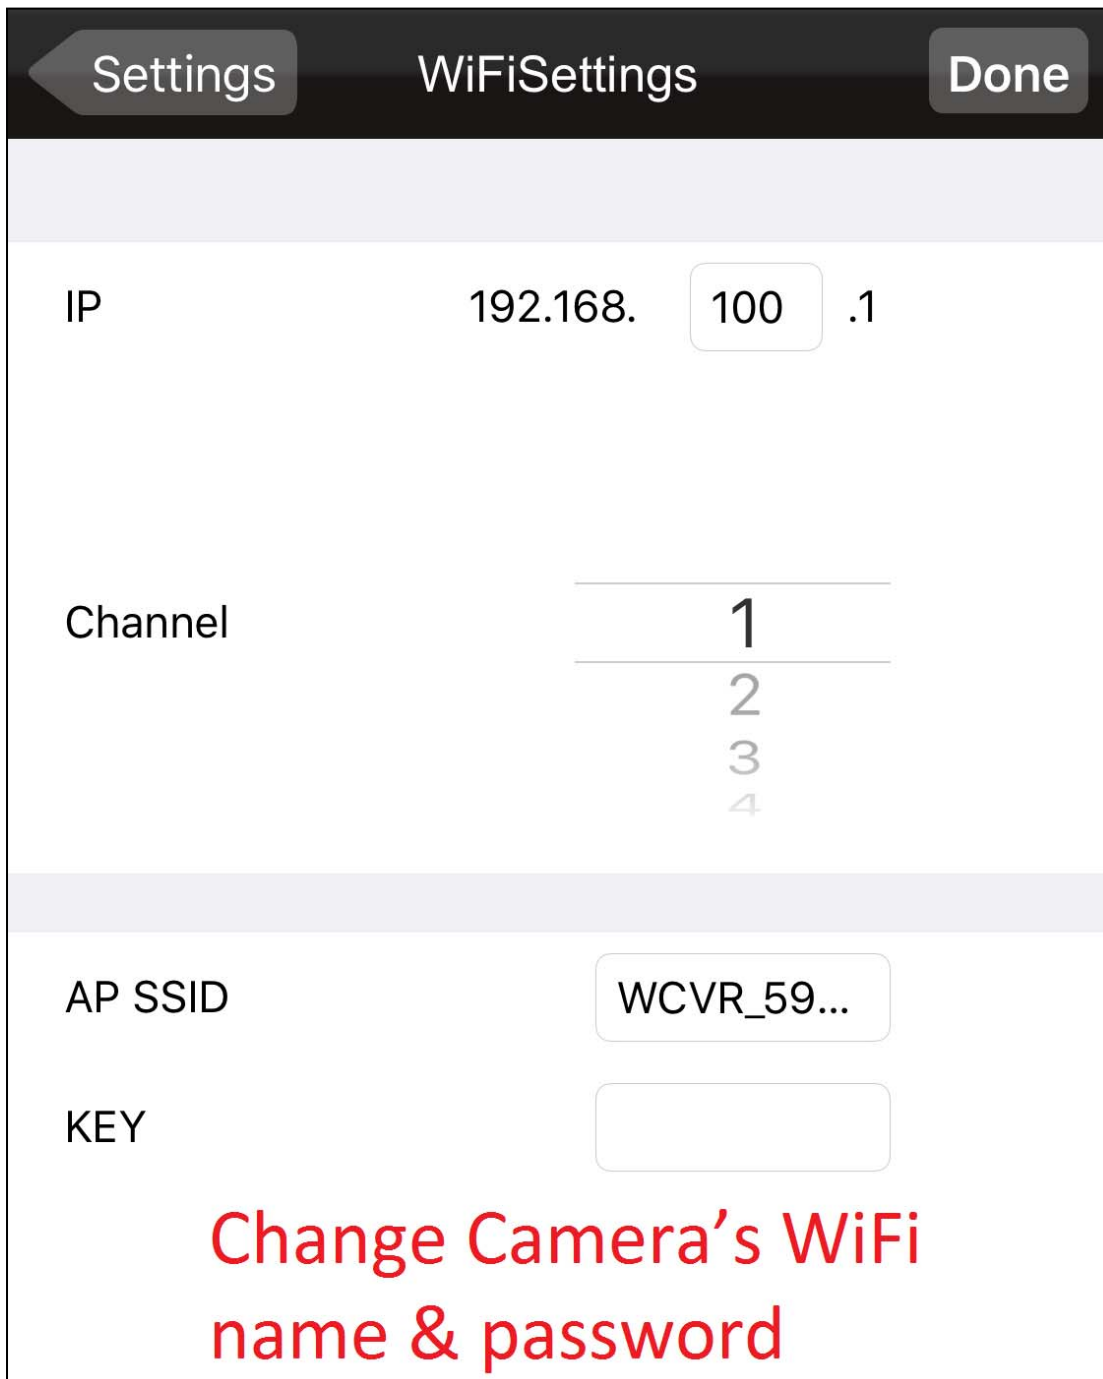 Settings WiFiSettings Done
IP 192.168. 100 .1
Channel 1
2
3
4
AP SSID WCVR_59...
KEY
Change Camera’s WiFi
name & password